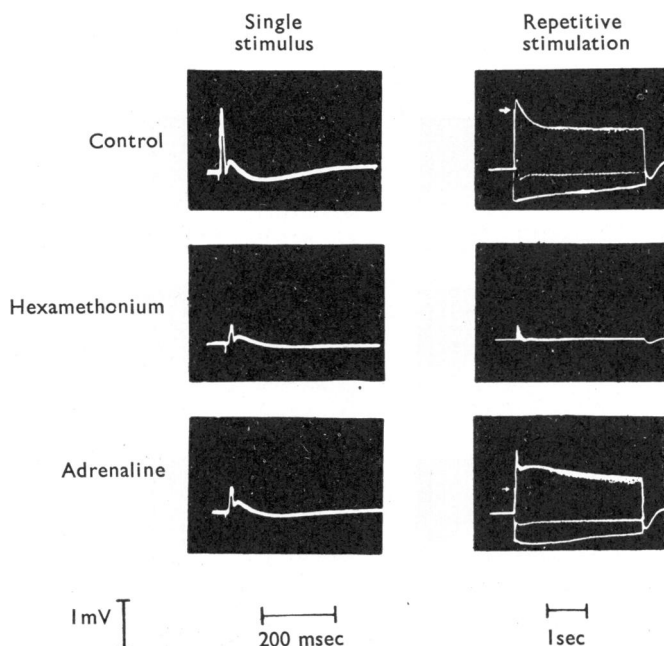 Single
stimulus
Repetitive
stimulation
Control
Hexamethonium
Adrenaline
1mV
200 msec
1sec